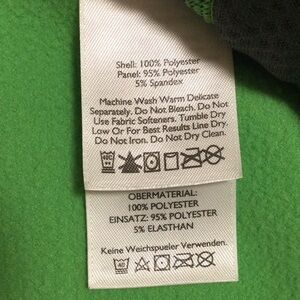 Shell: 100% Polyester
Panel: 95% Polyester
5% Spandex
Machine Wash Warm Delicate
Separately. Do Not Bleach. Do Not
Use Fabric Softeners. Tumble Dry
Low Or For Best Results Line Dry.
Do Not Iron. Do Not Dry Clean.
40C
OBERMATERIAL:
100% POLYESTER
EINSATZ: 95% POLYESTER
5% ELASTHAN
Keine Weichspueler Verwenden.
40